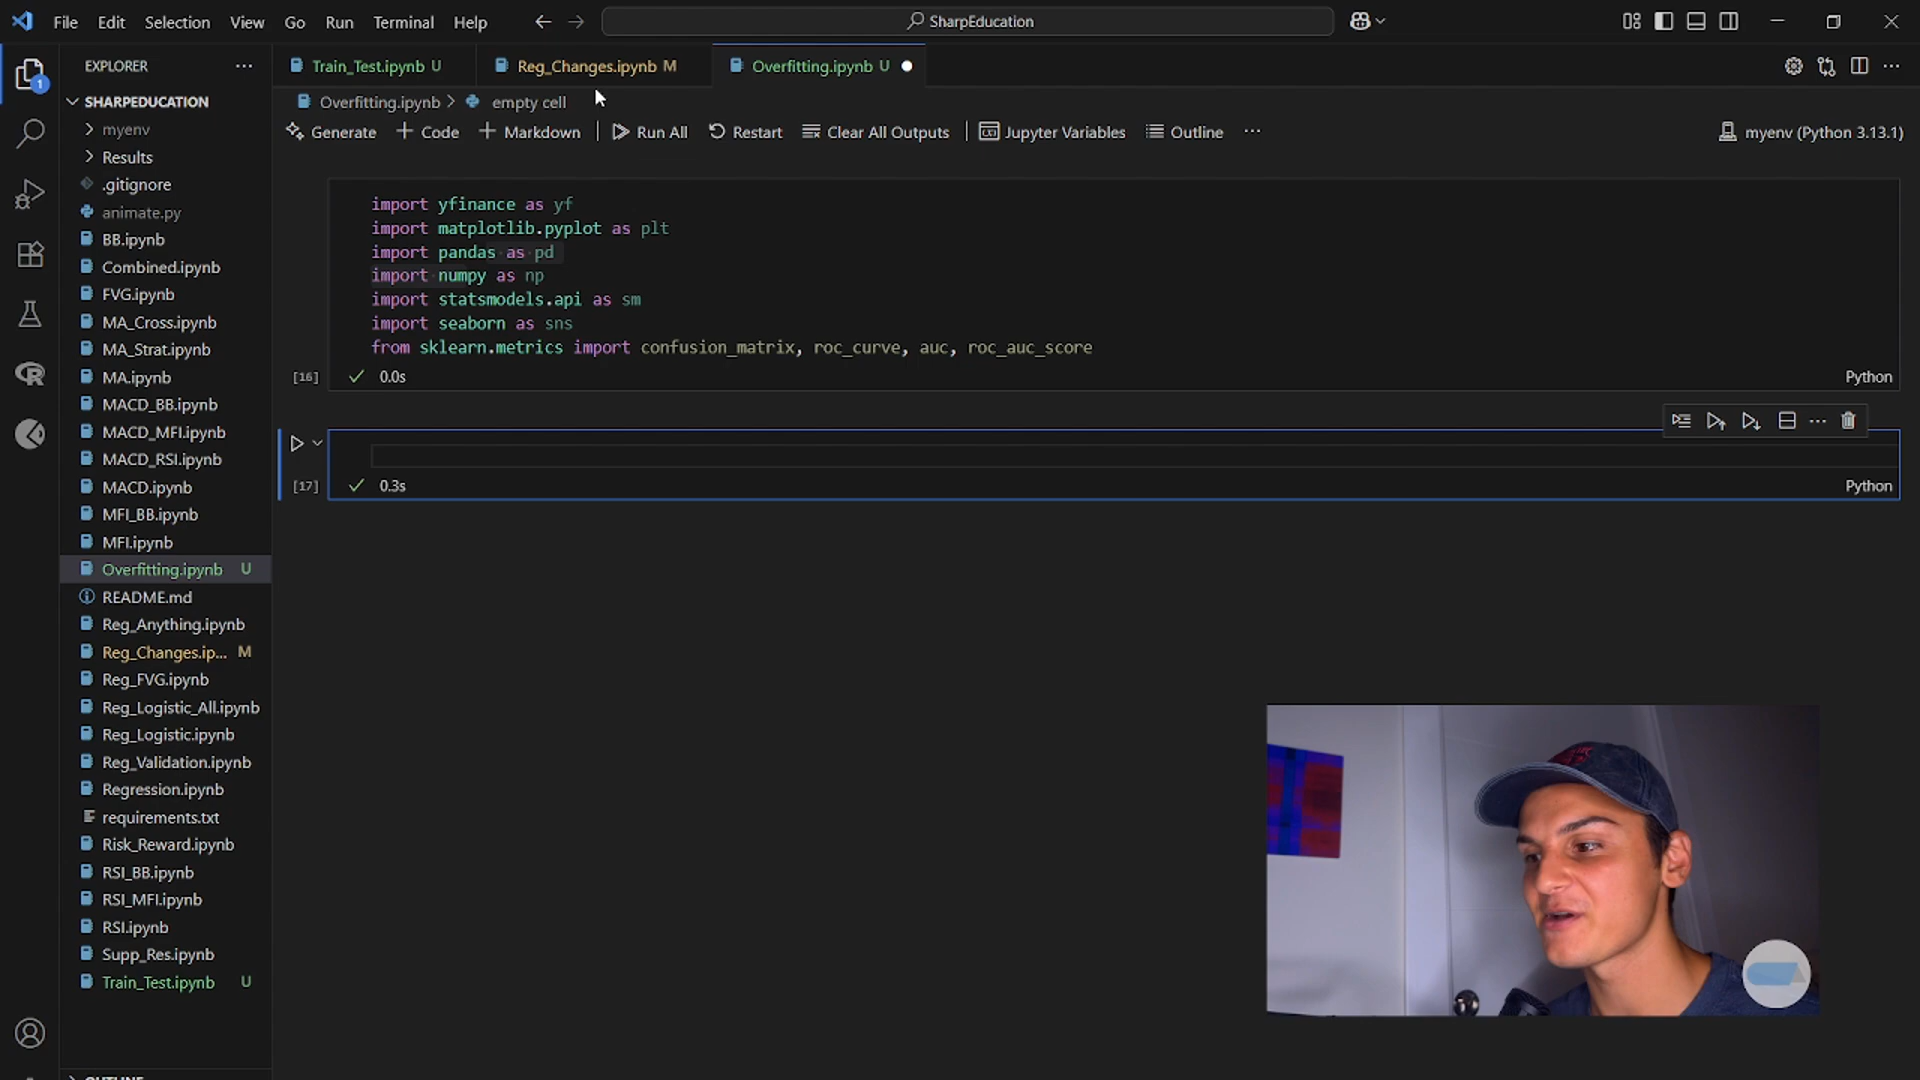 File Edit Selection View Go Run Terminal Help
SharpEducation
EXPLORER
SHARPEDUCATION
myenv
Results
.gitignore
animate.py
BB.ipynb
Combined.ipynb
FVG.ipynb
MA_Cross.ipynb
MA_Strat.ipynb
MA.ipynb
MACD_BB.ipynb
MACD_MFI.ipynb
MACD_RSI.ipynb
MACD.ipynb
MFI_BB.ipynb
MFI.ipynb
Overfitting.ipynb U
README.md
Reg_Anything.ipynb
Reg_Changes.ip... M
Reg_FVG.ipynb
Reg_Logistic_All.ipynb
Reg_Logistic.ipynb
Reg_Validation.ipynb
Regression.ipynb
requirements.txt
Risk_Reward.ipynb
RSI_BB.ipynb
RSI_MFI.ipynb
RSI.ipynb
Supp_Res.ipynb
Train_Test.ipynb U
OUTLINE
1
Train_Test.ipynb U
Reg_Changes.ipynb M
Overfitting.ipynb U
Overfitting.ipynb > empty cell
Generate + Code + Markdown Run All Restart Clear All Outputs Jupyter Variables Outline ...
myenv (Python 3.13.1)
import yfinance as yf
import matplotlib.pyplot as plt
import pandas as pd
import numpy as np
import statsmodels.api as sm
import seaborn as sns
from sklearn.metrics import confusion_matrix, roc_curve, auc, roc_auc_score
[16] 0.0s Python
[17] 0.3s Python